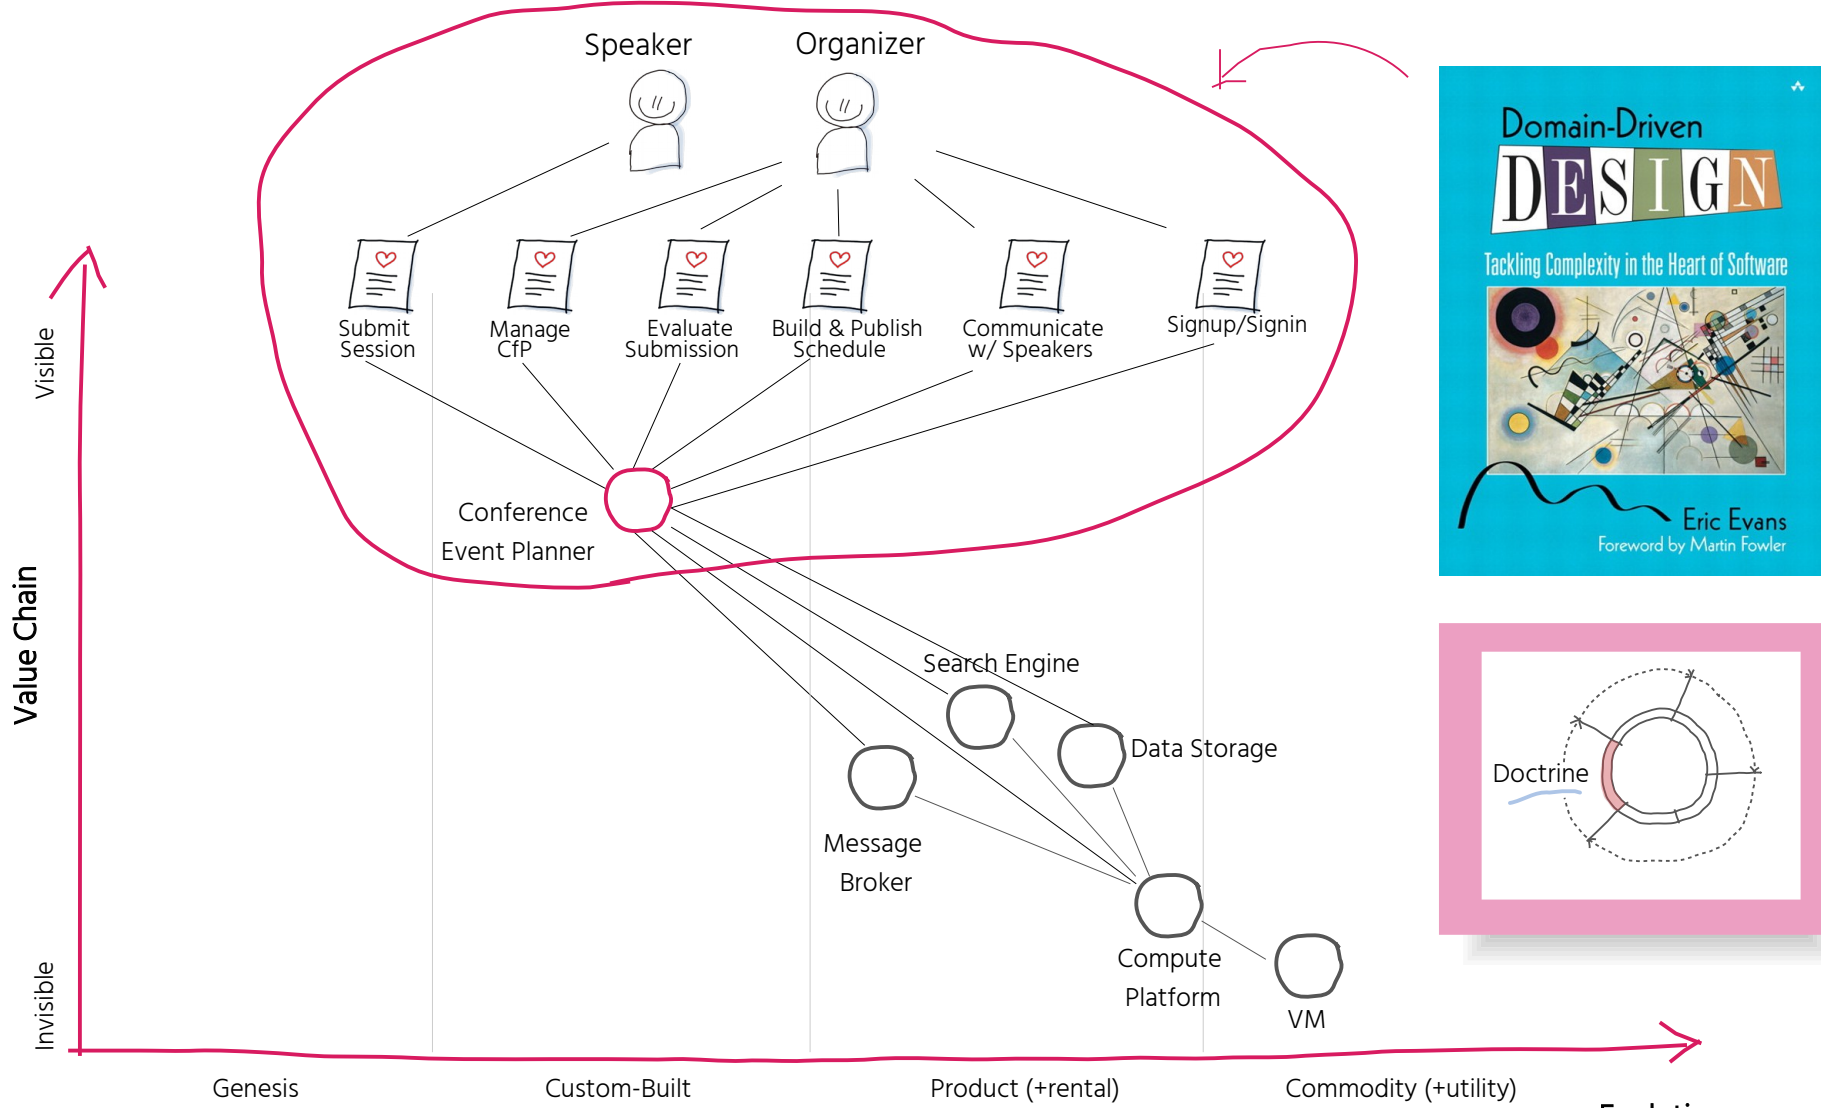 Speaker
Organizer
Submit
Session
Manage
CfP
Evaluate
Submission
Build & Publish
Schedule
Communicate
w/ Speakers
Signup/Signin
Conference
Event Planner
Search Engine
Data Storage
Message
Broker
Compute
Platform
VM
Value Chain
Visible
Invisible
Genesis
Custom-Built
Product (+rental)
Commodity (+utility)
Domain-Driven
DESIGN
Tackling Complexity in the Heart of Software
Eric Evans
Foreword by Martin Fowler
Doctrine